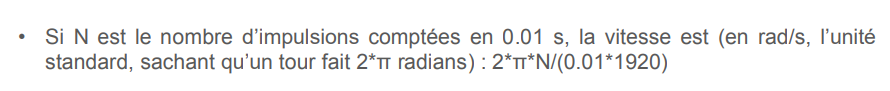 • Si N est le nombre d’impulsions comptées en 0.01 s, la vitesse est (en rad/s, l’unité
standard, sachant qu’un tour fait 2*π radians) : 2*π*N/(0.01*1920)